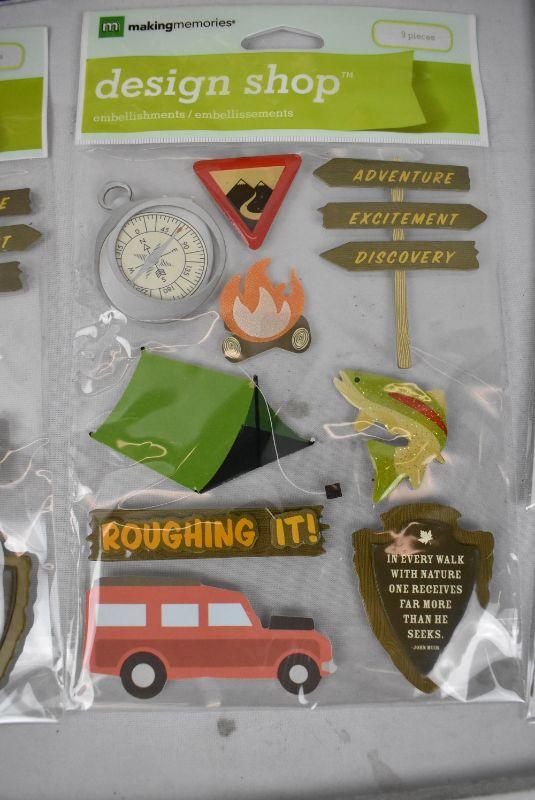 m makingmemories®
9 pieces
design shop™
embellishments / embellissements
ADVENTURE
EXCITEMENT
DISCOVERY
ROUGHING IT!
IN EVERY WALK
WITH NATURE
ONE RECEIVES
FAR MORE
THAN HE
SEEKS.
-JOHN MUIR